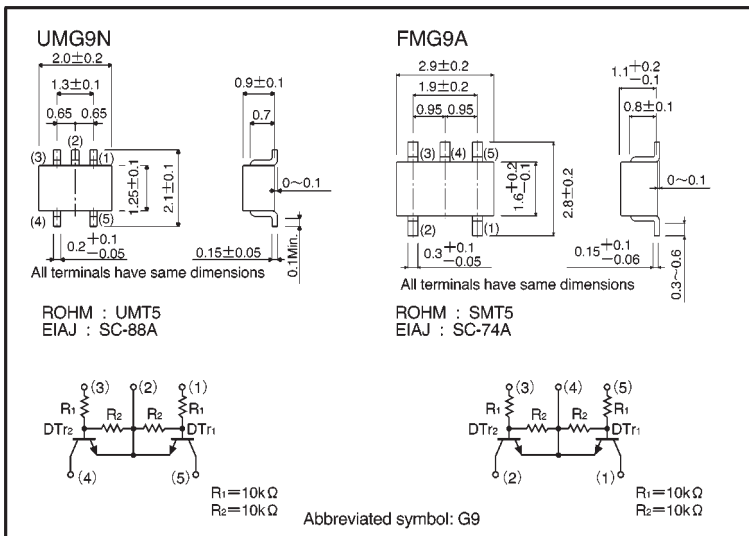 UMG9N
2.0±0.2
1.3±0.1
0.65 0.65
(2)
(3) (1)
(4) (5)
1.25±0.1
2.1±0.1
0.2 +0.1 −0.05
All terminals have same dimensions
0.9±0.1
0.7
0~0.1
0.15±0.05
0.1Min.
ROHM : UMT5
EIAJ : SC-88A
FMG9A
2.9±0.2
1.9±0.2
0.95 0.95
(3) (4) (5)
(2) (1)
1.6 +0.2 −0.1
2.8±0.2
0.3 +0.1 −0.05
All terminals have same dimensions
1.1 +0.2 −0.1
0.8±0.1
0~0.1
0.15 +0.1 −0.06
0.3~0.6
ROHM : SMT5
EIAJ : SC-74A
(3) (2) (1)
R1 R2 R2 R1
DTr2 DTr1
(4) (5)
R1=10kΩ
R2=10kΩ
(3) (4) (5)
R1 R2 R2 R1
DTr2 DTr1
(2) (1)
R1=10kΩ
R2=10kΩ
Abbreviated symbol: G9